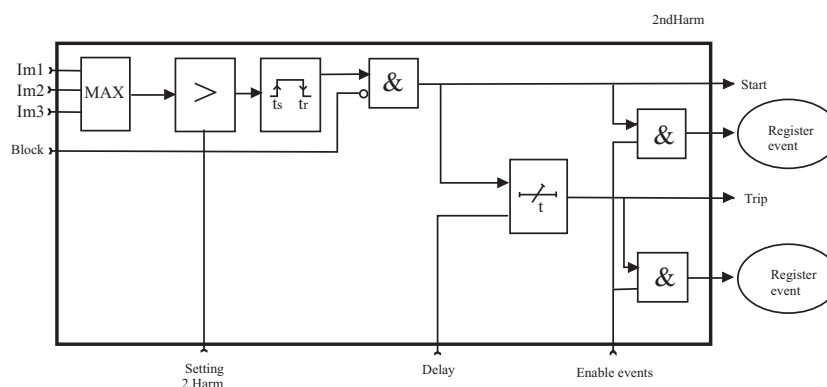 2ndHarm
Im1
Im2
Im3
MAX
>
ts tr
&
Start
&
Register
event
Block
t
Trip
&
Register
event
Setting
2.Harm
Delay
Enable events